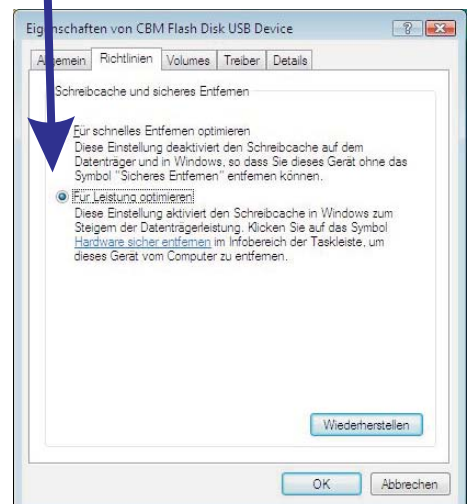 Eigenschaften von CBM Flash Disk USB Device
Allgemein Richtlinien Volumes Treiber Details
Schreibcache und sicheres Entfernen
Für schnelles Entfernen optimieren
Diese Einstellung deaktiviert den Schreibcache auf dem
Datenträger und in Windows, so dass Sie dieses Gerät ohne das
Symbol "Sicheres Entfernen" entfernen können.
Für Leistung optimieren
Diese Einstellung aktiviert den Schreibcache in Windows zum
Steigern der Datenträgerleistung. Klicken Sie auf das Symbol
Hardware sicher entfernen im Infobereich der Taskleiste, um
dieses Gerät vom Computer zu entfernen.
Wiederherstellen
OK Abbrechen